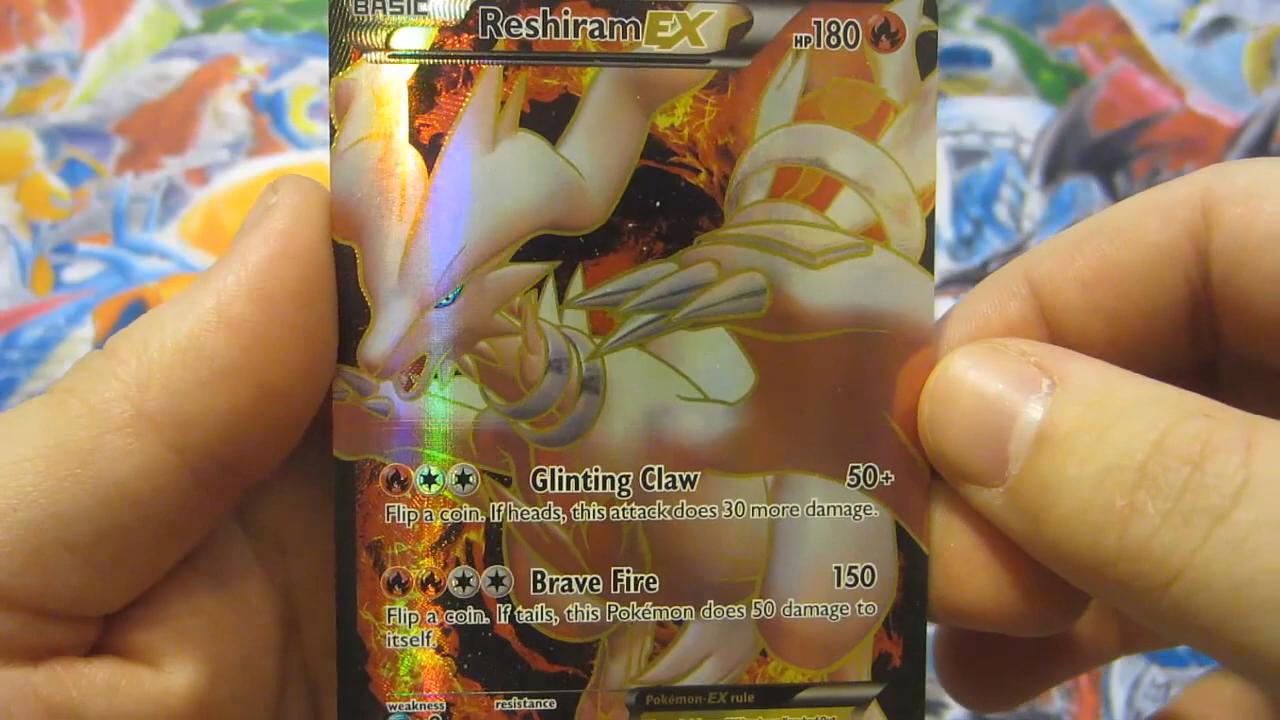 BASIC
Reshiram EX HP180
Glinting Claw 50+
Flip a coin. If heads, this attack does 30 more damage.
Brave Fire 150
Flip a coin. If tails, this Pokémon does 50 damage to
itself.
weakness resistance
Pokémon-EX rule